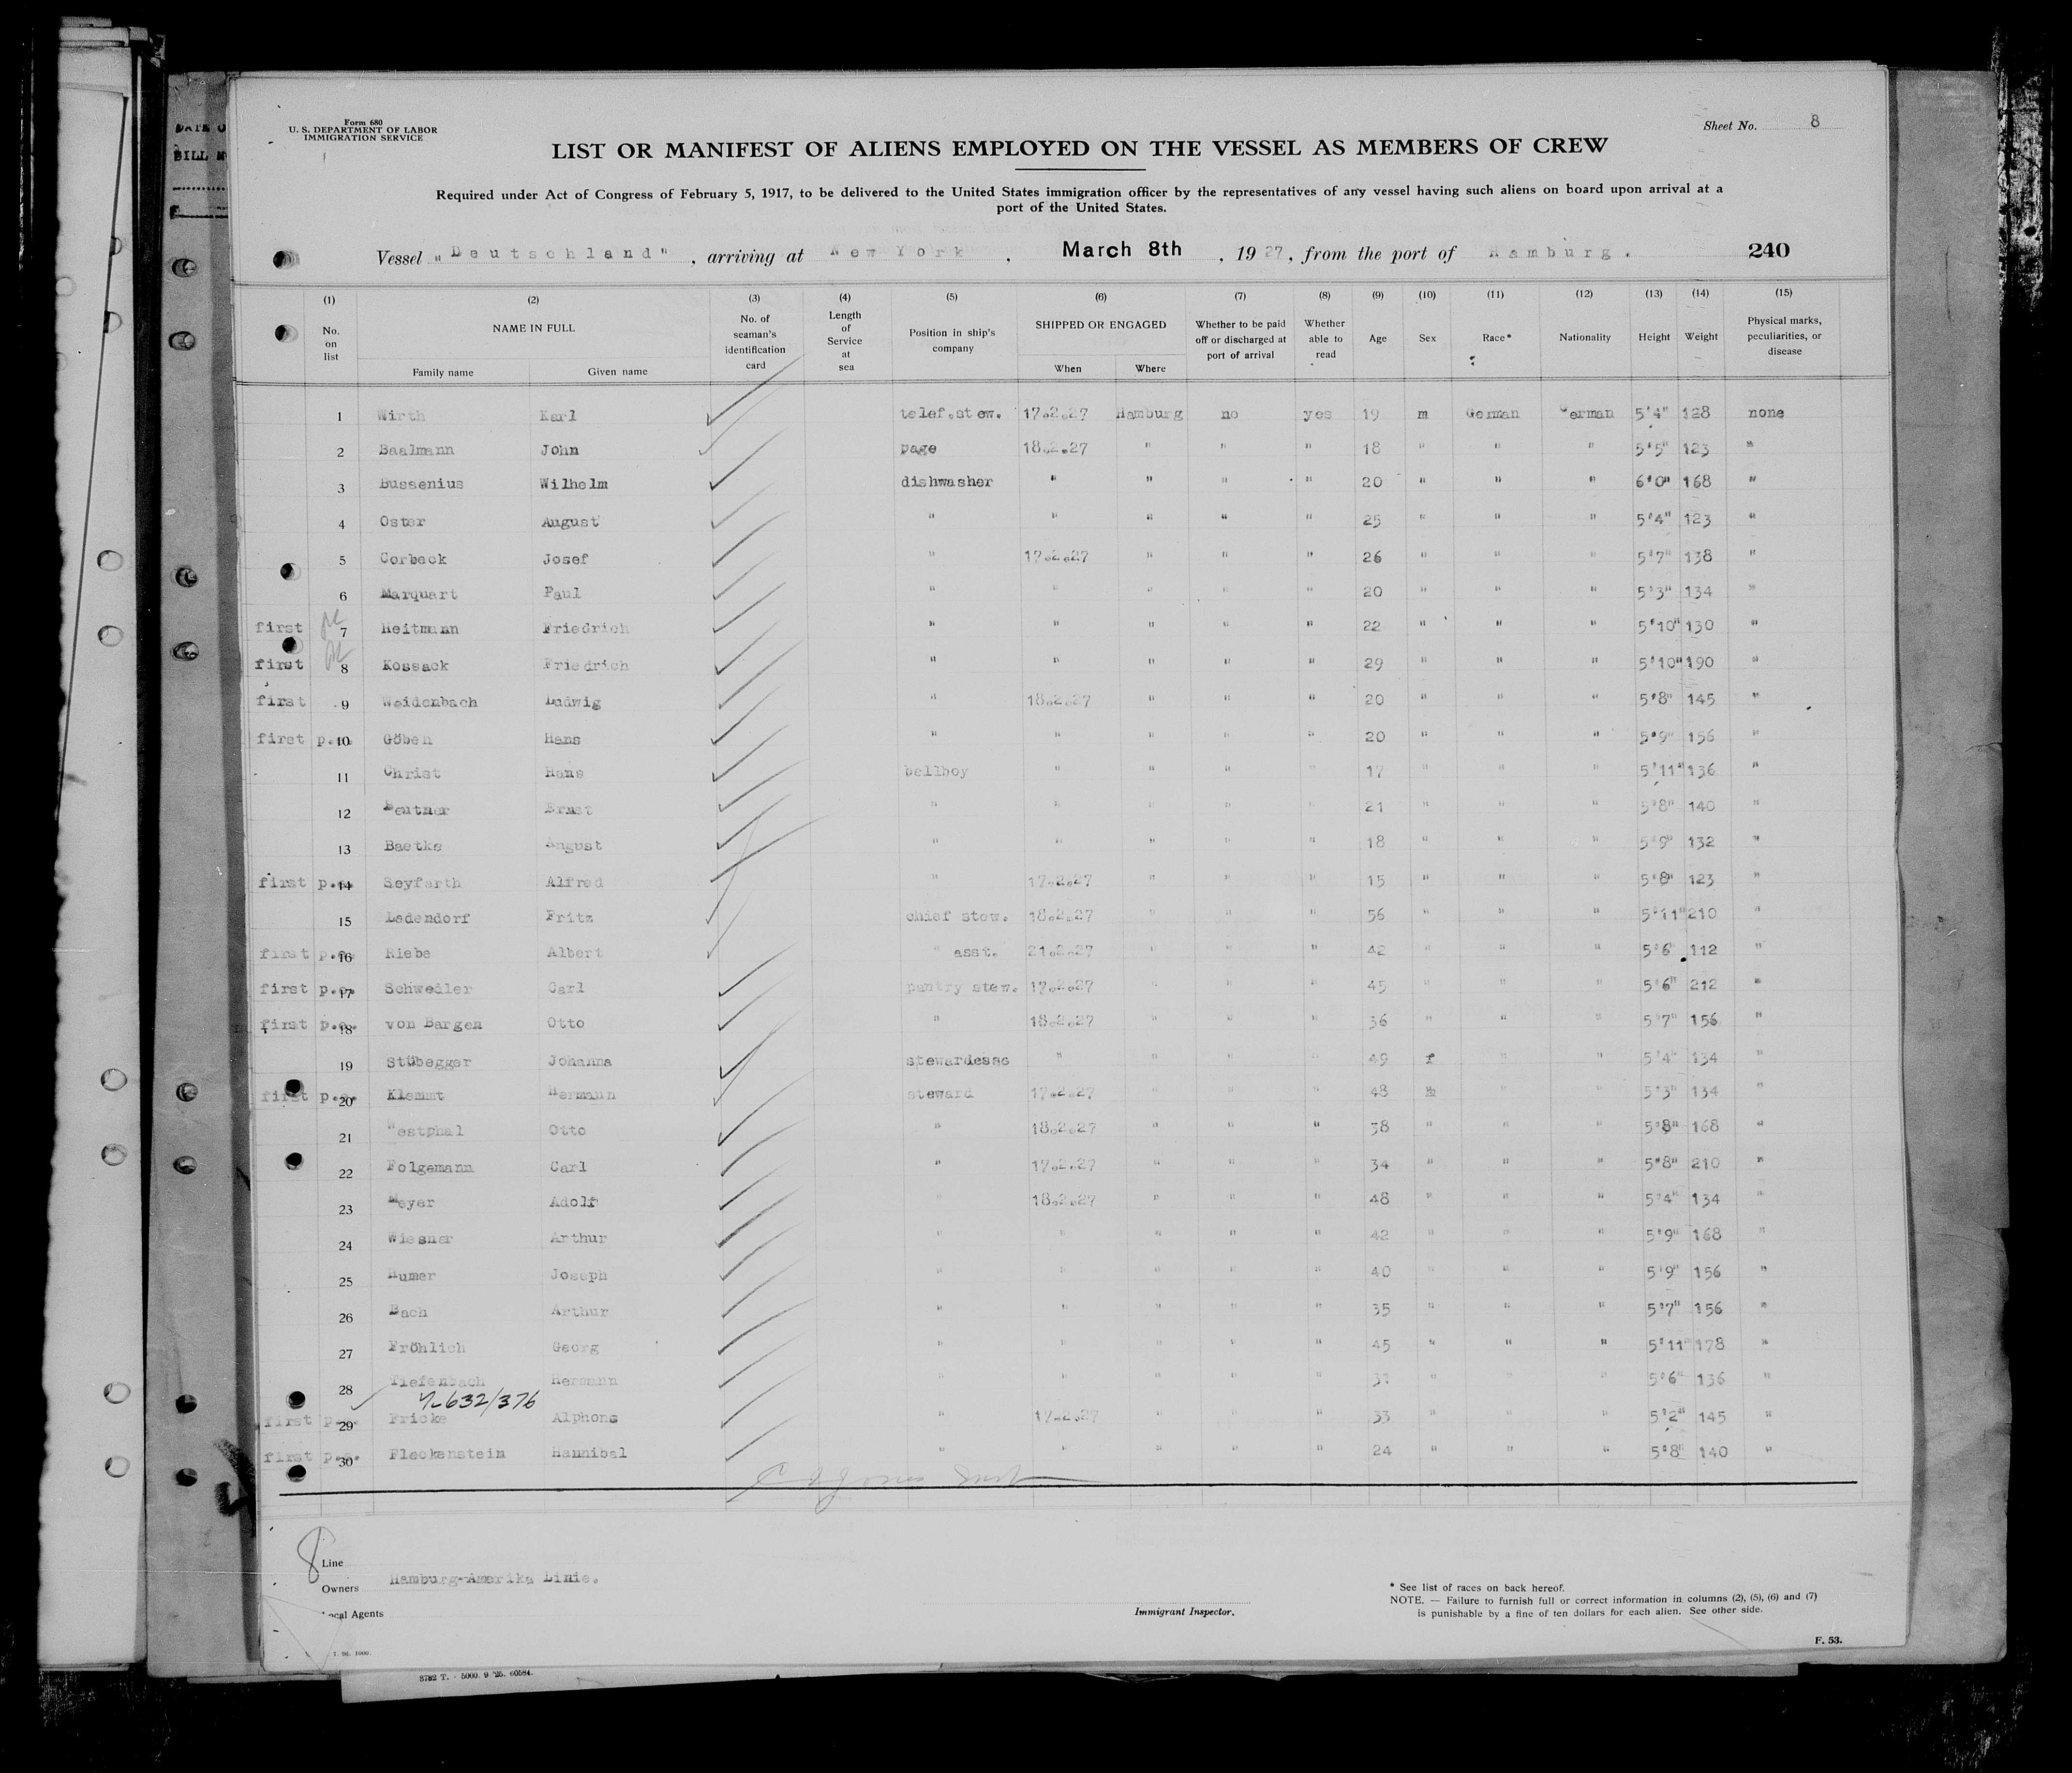 Form 680
U. S. DEPARTMENT OF LABOR
IMMIGRATION SERVICE
Sheet No. 8
LIST OR MANIFEST OF ALIENS EMPLOYED ON THE VESSEL AS MEMBERS OF CREW
Required under Act of Congress of February 5, 1917, to be delivered to the United States immigration officer by the representatives of any vessel having such aliens on board upon arrival at a
port of the United States.
Vessel "Deutschland", arriving at New York, March 8th, 1927, from the port of Hamburg. 240
(1) (2) (3) (4) (5) (6) (7) (8) (9) (10) (11) (12) (13) (14) (15)
No. on list NAME IN FULL Family name Given name No. of seaman's identification card Length of Service at sea Position in ship's company SHIPPED OR ENGAGED When Where Whether to be paid off or discharged at port of arrival Whether able to read Age Sex Race* Nationality Height Weight Physical marks, peculiarities, or disease
1 Wirth Karl telef.stew. 17.2.27 Hamburg no yes 19 m German German 5'4" 128 none
2 Baalmann John page 18.2.27 " " " 18 " " " 5'5" 123 "
3 Bussenius Wilhelm dishwasher " " " " 20 " " " 6'0" 168 "
4 Oster August " " " " " 25 " " " 5'4" 123 "
5 Corbeck Josef " 17.2.27 " " " 26 " " " 5'7" 138 "
6 Marquart Paul " " " " " 20 " " " 5'3" 134 "
first 7 Heitmann Friedrich " " " " " 22 " " " 5'10" 130 "
first 8 Kossack Friedrich " " " " " 29 " " " 5'10" 190 "
first 9 Weidenbach Ludwig " 18.2.27 " " " 20 " " " 5'8" 145 "
first p.c. 10 Göben Hans " " " " " 20 " " " 5'9" 156 "
11 Christ Hans bellboy " " " " 17 " " " 5'11" 136 "
12 Beutner Ernst " " " " " 21 " " " 5'8" 140 "
13 Baetke August " " " " " 18 " " " 5'9" 132 "
first p.c. 14 Seyfarth Alfred " 17.2.27 " " " 15 " " " 5'8" 123 "
15 Ladendorf Fritz chief stew. 18.2.27 " " " 56 " " " 5'11" 210 "
first p.c. 16 Riebe Albert " asst. 21.2.27 " " " 42 " " " 5'6 112 "
first p.c. 17 Schwedler Carl pantry stew. 17.2.27 " " " 45 " " " 5'6" 212 "
first p.c. 18 von Bargen Otto " 18.2.27 " " " 36 " " " 5'7" 156 "
19 Stübegger Johanna stewardesse " " " " 49 f " " 5'4" 134 "
first p.c. 20 Klemmt Hermann steward 17.2.27 " " " 48 m " " 5'3" 134 "
21 Westphal Otto " 18.2.27 " " " 38 " " " 5'8" 168 "
22 Folgemann Carl " 17.2.27 " " " 34 " " " 5'8" 210 "
23 Meyer Adolf " 18.2.27 " " " 48 " " " 5'4" 134 "
24 Wiesner Arthur " " " " " 42 " " " 5'9" 168 "
25 Humer Joseph " " " " " 40 " " " 5'9" 156 "
26 Bach Arthur " " " " " 35 " " " 5'7" 156 "
27 Fröhlich Georg " " " " " 45 " " " 5'11" 178 "
28 Tiefenbach Hermann " " " " " " " " 5'6" 136 "
632/376
first p.c. 29 Fricke Alphons " 17.2.27 " " " 33 " " " 5'2" 145 "
first p.c. 30 Fleckenstein Hannibal " " " " " 24 " " " 5'8" 140 "
8
Line
Owners Hamburg-Amerika Linie.
Local Agents
Immigrant Inspector.
* See list of races on back hereof.
NOTE. — Failure to furnish full or correct information in columns (2), (5), (6) and (7)
is punishable by a fine of ten dollars for each alien. See other side.
F. 53.
7. 26. 1000.
8782 T. - 5000. 9 '25. 60584.